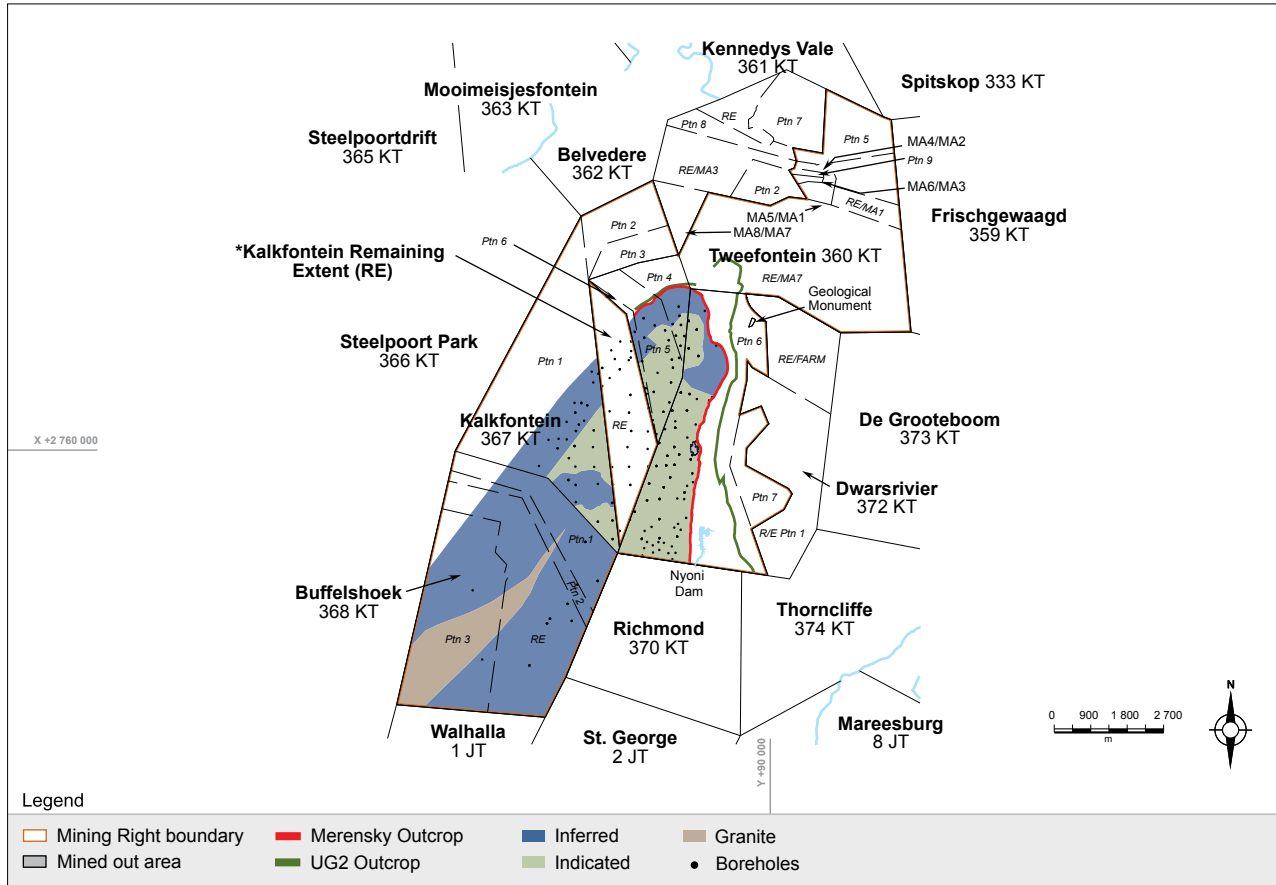 Kennedys Vale
361 KT
Spitskop 333 KT
Mooimeisjesfontein
363 KT
Steelpoortdrift
365 KT
Belvedere
362 KT
RE
Ptn 8
Ptn 7
Ptn 5
MA4/MA2
Ptn 9
RE/MA3
Ptn 2
MA6/MA3
RE/MA1
MA5/MA1
MA8/MA7
Frischgewaagd
359 KT
Ptn 2
Ptn 6
Ptn 3
*Kalkfontein Remaining
Extent (RE)
Tweefontein 360 KT
Ptn 4
RE/MA7
Geological
Monument
Steelpoort Park
366 KT
Ptn 1
Ptn 5
Ptn 6
RE/FARM
Kalkfontein
367 KT
RE
De Grooteboom
373 KT
X +2 760 000
Dwarsrivier
372 KT
Ptn 7
R/E Ptn 1
Ptn 1
Ptn 2
Buffelshoek
368 KT
Nyoni
Dam
Thorncliffe
374 KT
Richmond
370 KT
Ptn 3
RE
Walhalla
1 JT
St. George
2 JT
Mareesburg
8 JT
Y +90 000
0 900 1 800 2 700
m
N
Legend
Mining Right boundary
Merensky Outcrop
Inferred
Granite
Mined out area
UG2 Outcrop
Indicated
Boreholes